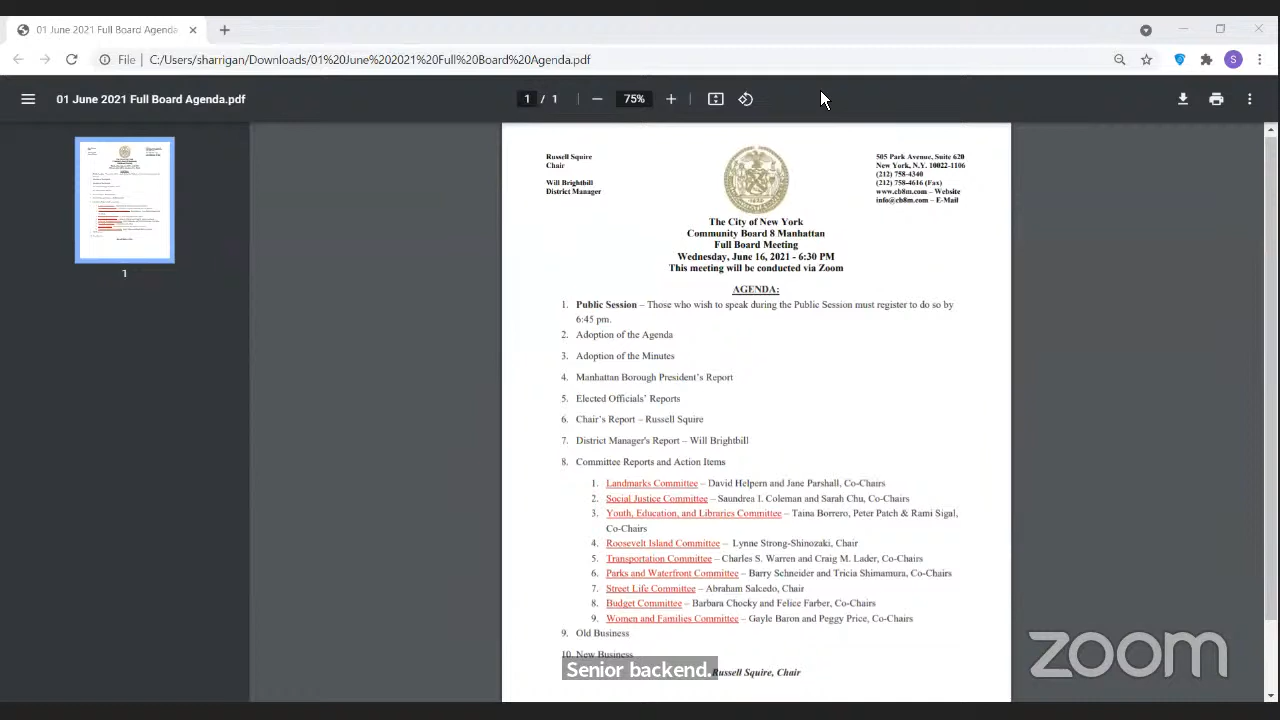 01 June 2021 Full Board Agenda
File | C:/Users/sharrigan/Downloads/01%20June%202021%20Full%20Board%20Agenda.pdf
S
01 June 2021 Full Board Agenda.pdf
1 / 1
75%
1
Russell Squire
Chair
Will Brightbill
District Manager
505 Park Avenue, Suite 620
New York, N.Y. 10022-1106
(212) 758-4340
(212) 758-4616 (Fax)
www.cb8m.com – Website
info@cb8m.com – E-Mail
The City of New York
Community Board 8 Manhattan
Full Board Meeting
Wednesday, June 16, 2021 - 6:30 PM
This meeting will be conducted via Zoom
AGENDA:
1. Public Session – Those who wish to speak during the Public Session must register to do so by
6:45 pm.
2. Adoption of the Agenda
3. Adoption of the Minutes
4. Manhattan Borough President's Report
5. Elected Officials' Reports
6. Chair's Report – Russell Squire
7. District Manager's Report – Will Brightbill
8. Committee Reports and Action Items
1. Landmarks Committee – David Helpern and Jane Parshall, Co-Chairs
2. Social Justice Committee – Saundrea I. Coleman and Sarah Chu, Co-Chairs
3. Youth, Education, and Libraries Committee – Taina Borrero, Peter Patch & Rami Sigal,
Co-Chairs
4. Roosevelt Island Committee – Lynne Strong-Shinozaki, Chair
5. Transportation Committee – Charles S. Warren and Craig M. Lader, Co-Chairs
6. Parks and Waterfront Committee – Barry Schneider and Tricia Shimamura, Co-Chairs
7. Street Life Committee – Abraham Salcedo, Chair
8. Budget Committee – Barbara Chocky and Felice Farber, Co-Chairs
9. Women and Families Committee – Gayle Baron and Peggy Price, Co-Chairs
9. Old Business
10. New Business
Senior backend.
Russell Squire, Chair
zoom